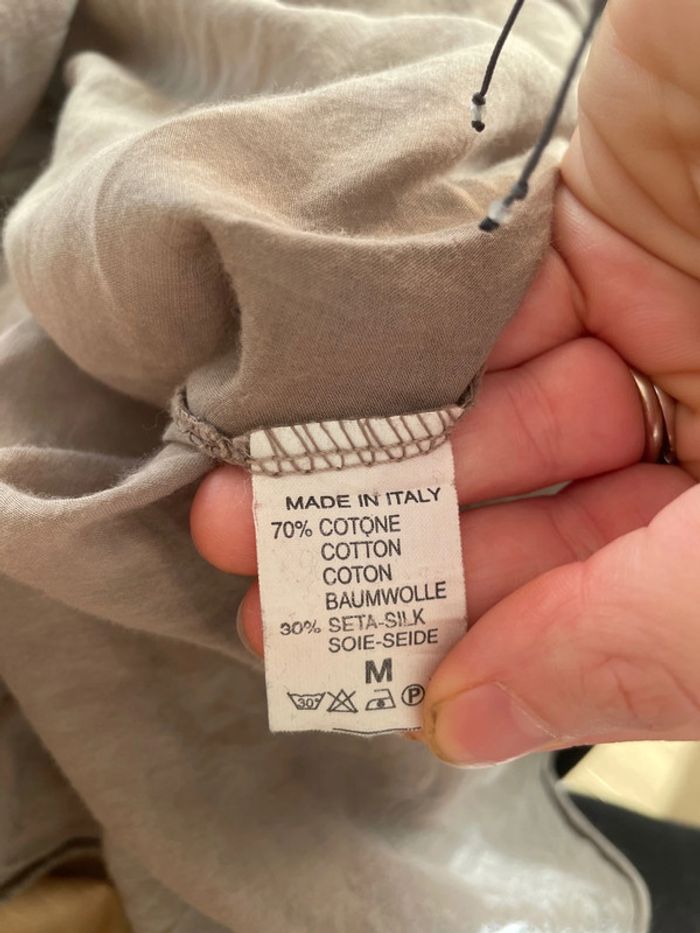 MADE IN ITALY
70% COTONE
COTTON
COTON
BAUMWOLLE
30% SETA-SILK
SOIE-SEIDE
M
30° P